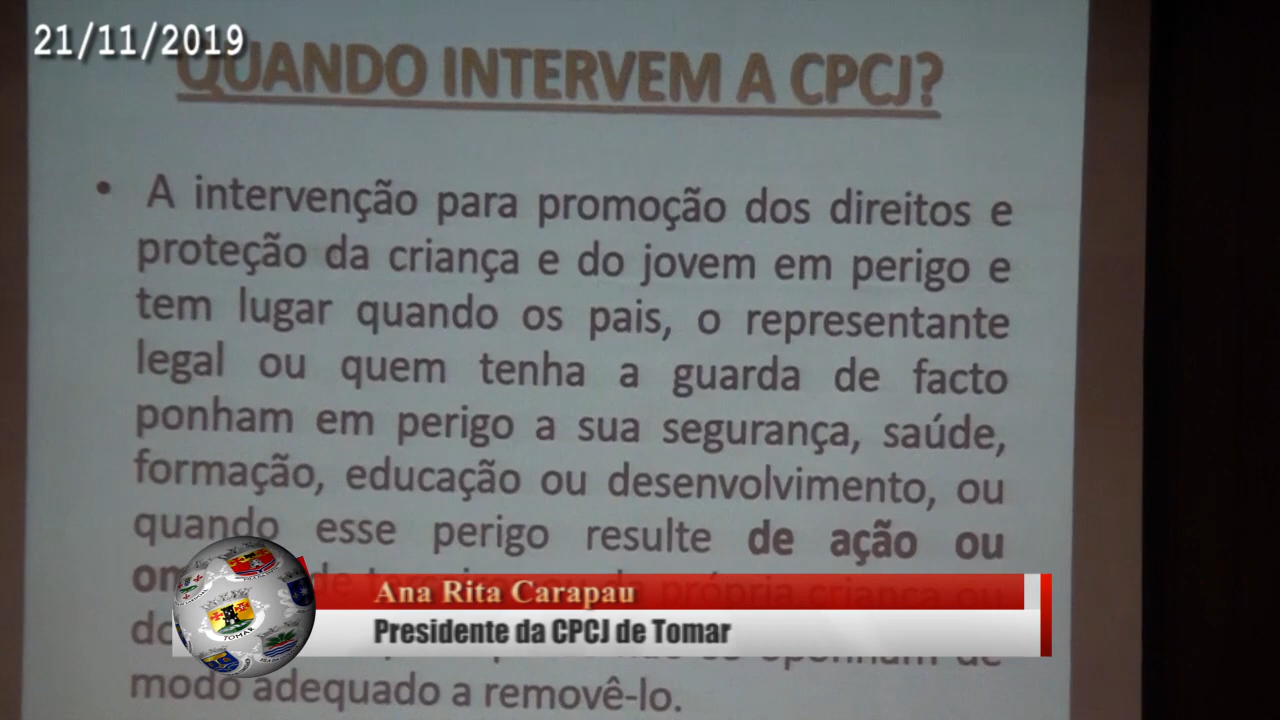 21/11/2019
QUANDO INTERVEM A CPCJ?
• A intervenção para promoção dos direitos e
proteção da criança e do jovem em perigo e
tem lugar quando os pais, o representante
legal ou quem tenha a guarda de facto
ponham em perigo a sua segurança, saúde,
formação, educação ou desenvolvimento, ou
quando esse perigo resulte de ação ou
Ana Rita Carapau
Presidente da CPCJ de Tomar
TOMAR
modo adequado a removê-lo.